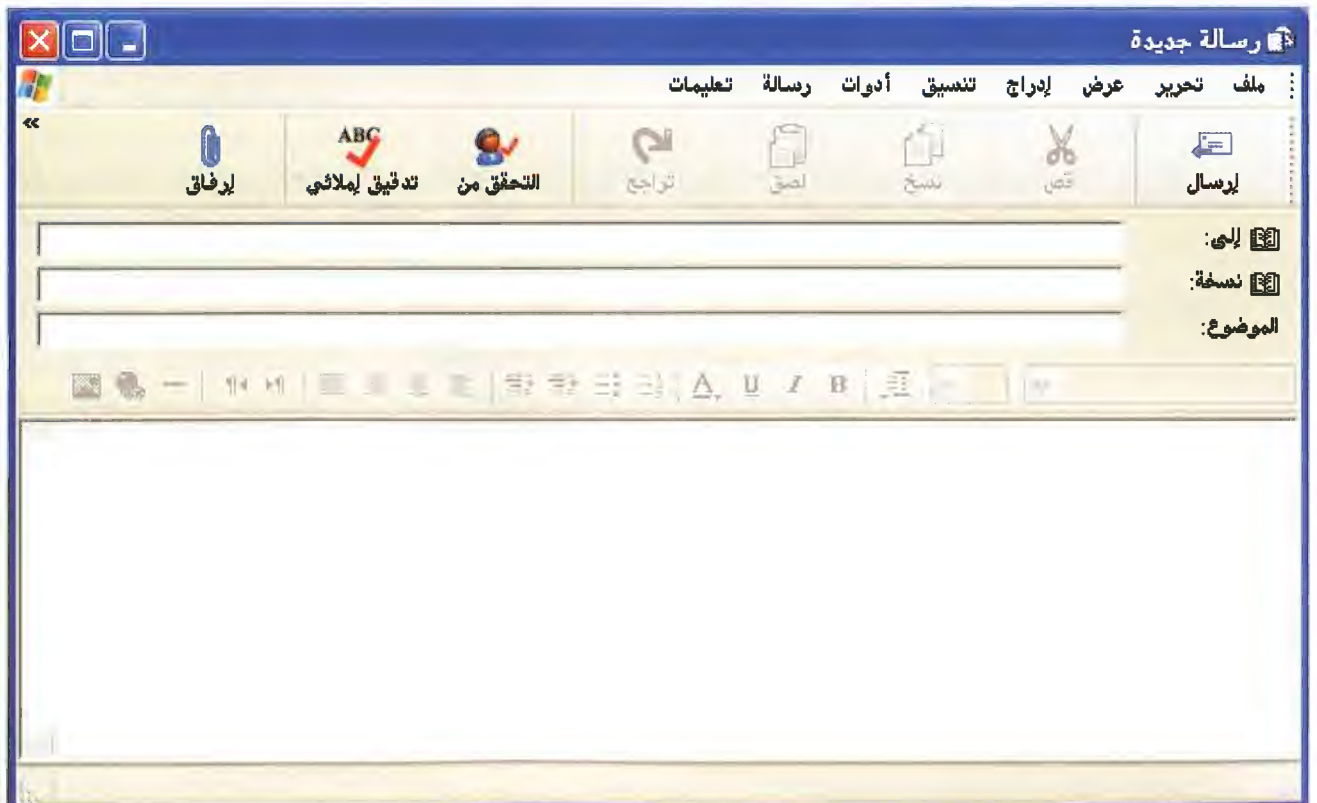 رسالة جديدة
ملف تحرير عرض إدراج تنسيق أدوات رسالة تعليمات
إرسال قص نسخ لصق تراجع التحقق من ABC تدقيق إملائي إرفاق
إلى:
نسخة:
الموضوع:
B I U A